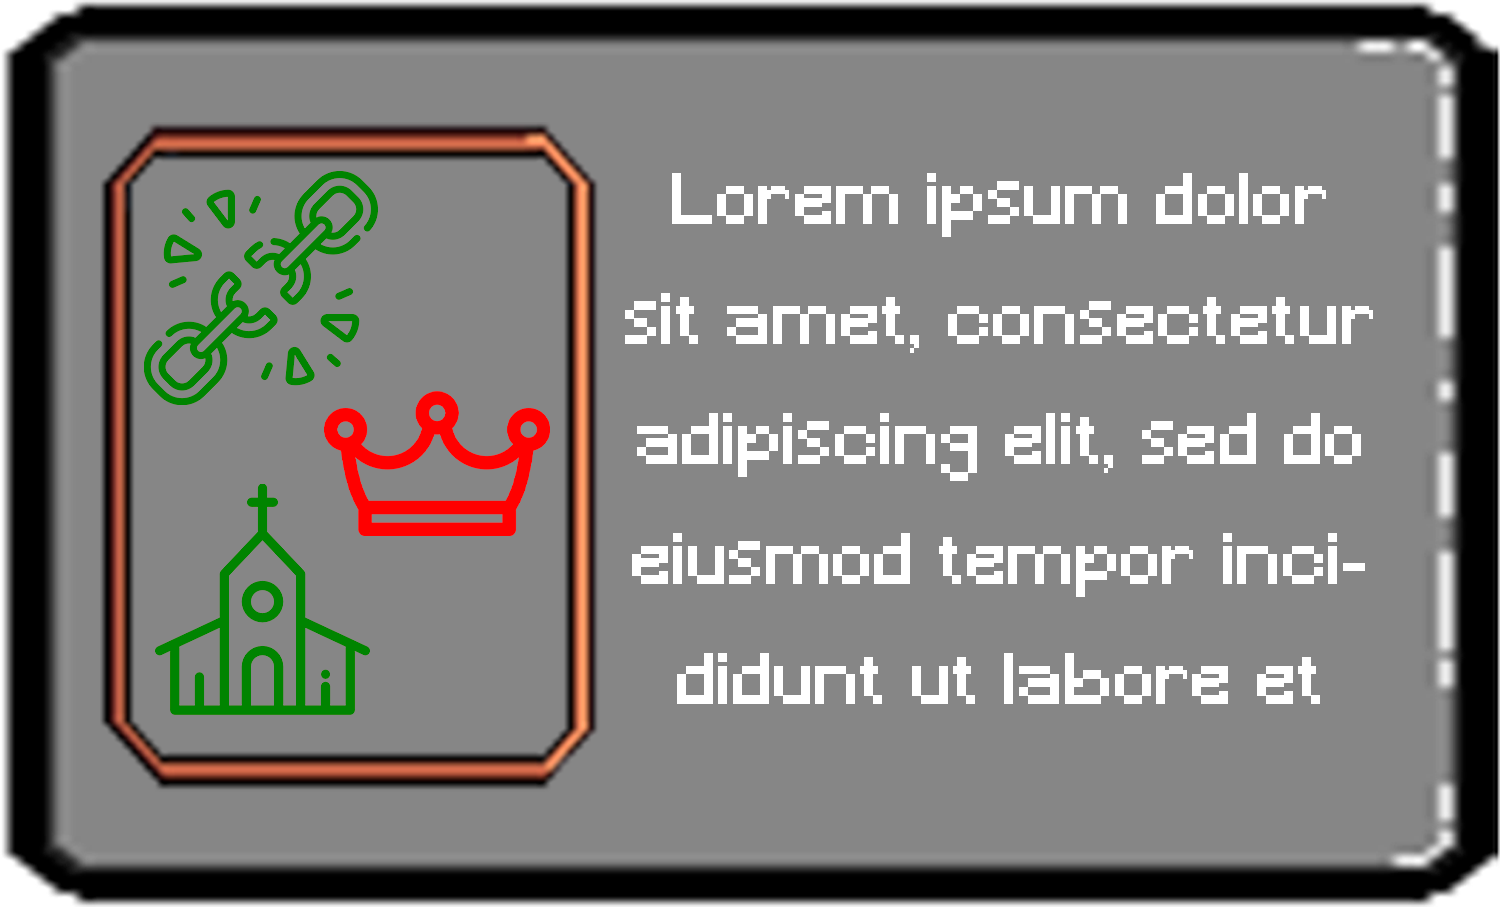 Lorem ipsum dolor
sit amet, consectetur
adipiscing elit, sed do
eiusmod tempor inci-
didunt ut labore et